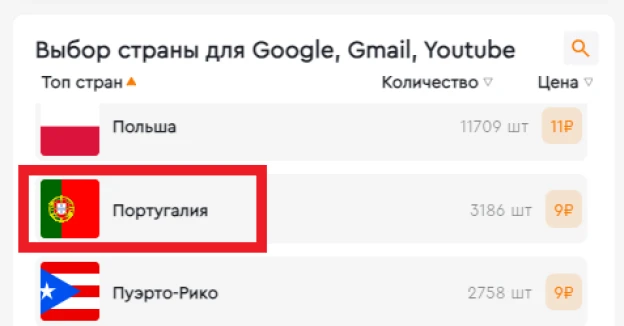 Выбор страны для Google, Gmail, Youtube
Топ стран Количество Цена
Польша 11709 шт 11₽
Португалия 3186 шт 9₽
Пуэрто-Рико 2758 шт 9₽